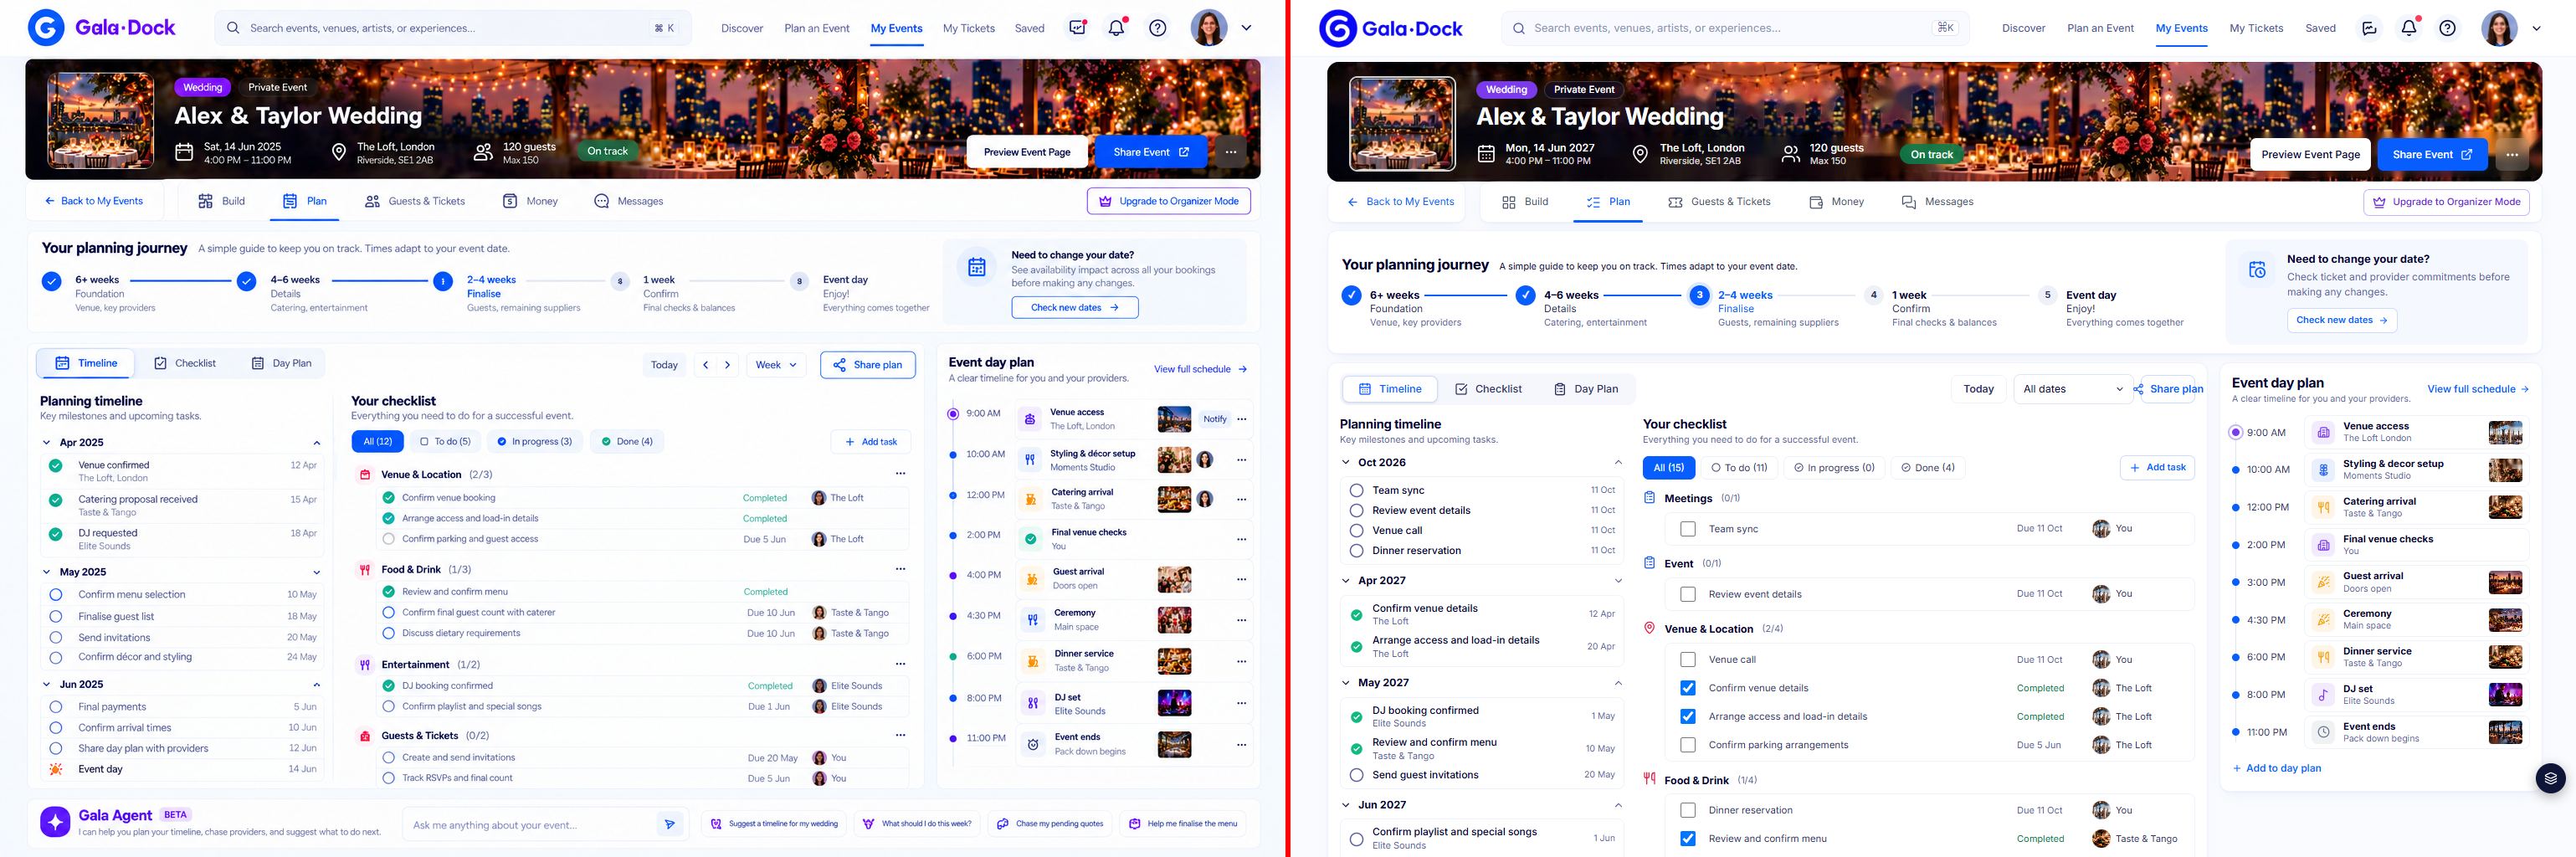 Gala·Dock
Search events, venues, artists, or experiences...
⌘ K
Discover
Plan an Event
My Events
My Tickets
Saved
Wedding
Private Event
Alex & Taylor Wedding
Sat, 14 Jun 2025
4:00 PM – 11:00 PM
The Loft, London
Riverside, SE1 2AB
120 guests
Max 150
On track
Preview Event Page
Share Event
Back to My Events
Build
Plan
Guests & Tickets
Money
Messages
Upgrade to Organizer Mode
Your planning journey
A simple guide to keep you on track. Times adapt to your event date.
6+ weeks
Foundation
Venue, key providers
4–6 weeks
Details
Catering, entertainment
2–4 weeks
Finalise
Guests, remaining suppliers
1 week
Confirm
Final checks & balances
Event day
Enjoy!
Everything comes together
Need to change your date?
See availability impact across all your bookings
before making any changes.
Check new dates
Timeline
Checklist
Day Plan
Today
Week
Share plan
Planning timeline
Key milestones and upcoming tasks.
Apr 2025
Venue confirmed 12 Apr
The Loft, London
Catering proposal received 15 Apr
Taste & Tango
DJ requested 18 Apr
Elite Sounds
May 2025
Confirm menu selection 10 May
Finalise guest list 18 May
Send invitations 20 May
Confirm décor and styling 24 May
Jun 2025
Final payments 5 Jun
Confirm arrival times 10 Jun
Share day plan with providers 12 Jun
Event day 14 Jun
Your checklist
Everything you need to do for a successful event.
All (12)
To do (5)
In progress (3)
Done (4)
Add task
Venue & Location (2/3)
Confirm venue booking Completed The Loft
Arrange access and load-in details Completed
Confirm parking and guest access Due 5 Jun The Loft
Food & Drink (1/3)
Review and confirm menu Completed
Confirm final guest count with caterer Due 10 Jun Taste & Tango
Discuss dietary requirements Due 10 Jun Taste & Tango
Entertainment (1/2)
DJ booking confirmed Completed Elite Sounds
Confirm playlist and special songs Due 1 Jun Elite Sounds
Guests & Tickets (0/2)
Create and send invitations Due 20 May You
Track RSVPs and final count Due 5 Jun You
Event day plan
A clear timeline for you and your providers.
View full schedule
9:00 AM Venue access
The Loft, London
Notify
10:00 AM Styling & décor setup
Moments Studio
12:00 PM Catering arrival
Taste & Tango
2:00 PM Final venue checks
You
4:00 PM Guest arrival
Doors open
4:30 PM Ceremony
Main space
6:00 PM Dinner service
Taste & Tango
8:00 PM DJ set
Elite Sounds
11:00 PM Event ends
Pack down begins
Gala Agent BETA
I can help you plan your timeline, chase providers, and suggest what to do next.
Ask me anything about your event...
Suggest a timeline for my wedding
What should I do this week?
Chase my pending quotes
Help me finalise the menu
Gala·Dock
Search events, venues, artists, or experiences...
⌘K
Discover
Plan an Event
My Events
My Tickets
Saved
Wedding
Private Event
Alex & Taylor Wedding
Mon, 14 Jun 2027
4:00 PM – 11:00 PM
The Loft, London
Riverside, SE1 2AB
120 guests
Max 150
On track
Preview Event Page
Share Event
Back to My Events
Build
Plan
Guests & Tickets
Money
Messages
Upgrade to Organizer Mode
Your planning journey
A simple guide to keep you on track. Times adapt to your event date.
6+ weeks
Foundation
Venue, key providers
4–6 weeks
Details
Catering, entertainment
3
2–4 weeks
Finalise
Guests, remaining suppliers
4
1 week
Confirm
Final checks & balances
5
Event day
Enjoy!
Everything comes together
Need to change your date?
Check ticket and provider commitments before
making any changes.
Check new dates
Timeline
Checklist
Day Plan
Today
All dates
Share plan
Planning timeline
Key milestones and upcoming tasks.
Oct 2026
Team sync 11 Oct
Review event details 11 Oct
Venue call 11 Oct
Dinner reservation 11 Oct
Apr 2027
Confirm venue details 12 Apr
The Loft
Arrange access and load-in details 20 Apr
The Loft
May 2027
DJ booking confirmed 1 May
Elite Sounds
Review and confirm menu 10 May
Taste & Tango
Send guest invitations 20 May
Jun 2027
Confirm playlist and special songs 1 Jun
Elite Sounds
Your checklist
Everything you need to do for a successful event.
All (15)
To do (11)
In progress (0)
Done (4)
Add task
Meetings (0/1)
Team sync Due 11 Oct You
Event (0/1)
Review event details Due 11 Oct You
Venue & Location (2/4)
Venue call Due 11 Oct You
Confirm venue details Completed The Loft
Arrange access and load-in details Completed The Loft
Confirm parking arrangements Due 5 Jun The Loft
Food & Drink (1/4)
Dinner reservation Due 11 Oct You
Review and confirm menu Completed Taste & Tango
Event day plan
A clear timeline for you and your providers.
View full schedule
9:00 AM Venue access
The Loft London
10:00 AM Styling & decor setup
Moments Studio
12:00 PM Catering arrival
Taste & Tango
2:00 PM Final venue checks
You
3:00 PM Guest arrival
Doors open
4:30 PM Ceremony
Main space
6:00 PM Dinner service
Taste & Tango
8:00 PM DJ set
Elite Sounds
11:00 PM Event ends
Pack down begins
Add to day plan